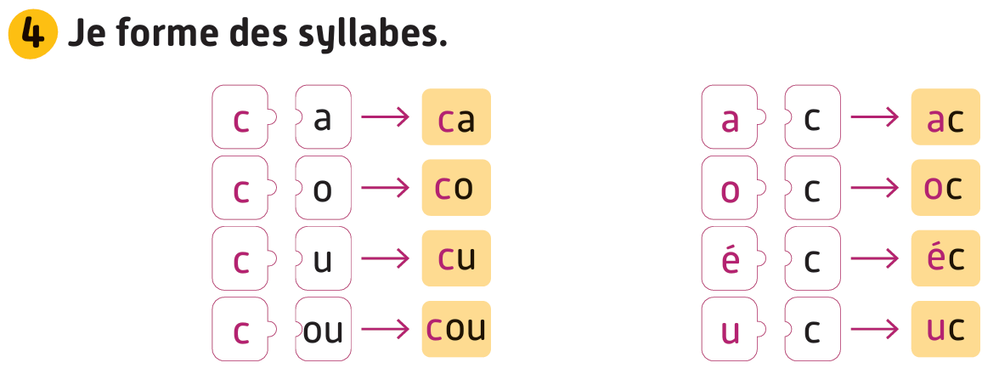 4 Je forme des syllabes.
c a → ca
c o → co
c u → cu
c ou → cou
a c → ac
o c → oc
é c → éc
u c → uc